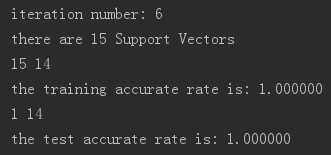 iteration number: 6
there are 15 Support Vectors
15 14
the training accurate rate is: 1.000000
1 14
the test accurate rate is: 1.000000